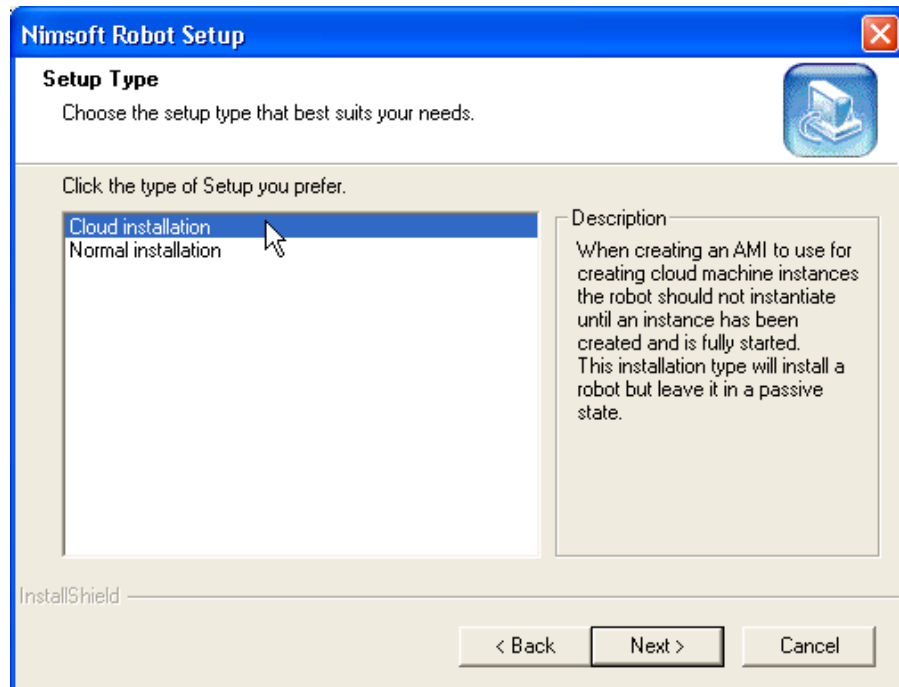 Nimsoft Robot Setup
Setup Type
Choose the setup type that best suits your needs.
Click the type of Setup you prefer.
Cloud installation
Normal installation
Description
When creating an AMI to use for
creating cloud machine instances
the robot should not instantiate
until an instance has been
created and is fully started.
This installation type will install a
robot but leave it in a passive
state.
InstallShield
< Back
Next >
Cancel